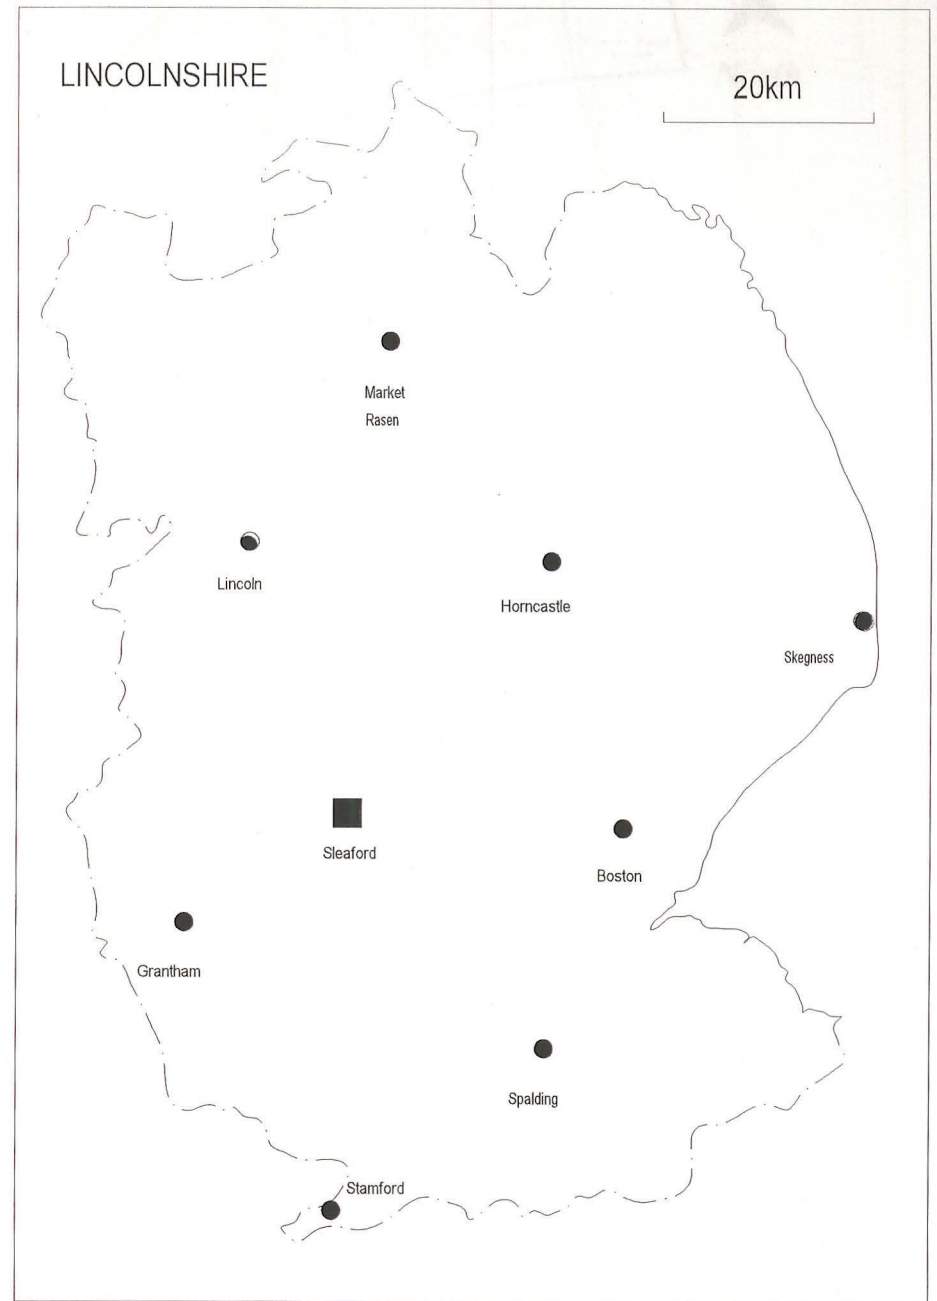 LINCOLNSHIRE
20km
Market
Rasen
Lincoln
Horncastle
Skegness
Sleaford
Boston
Grantham
Spalding
Stamford